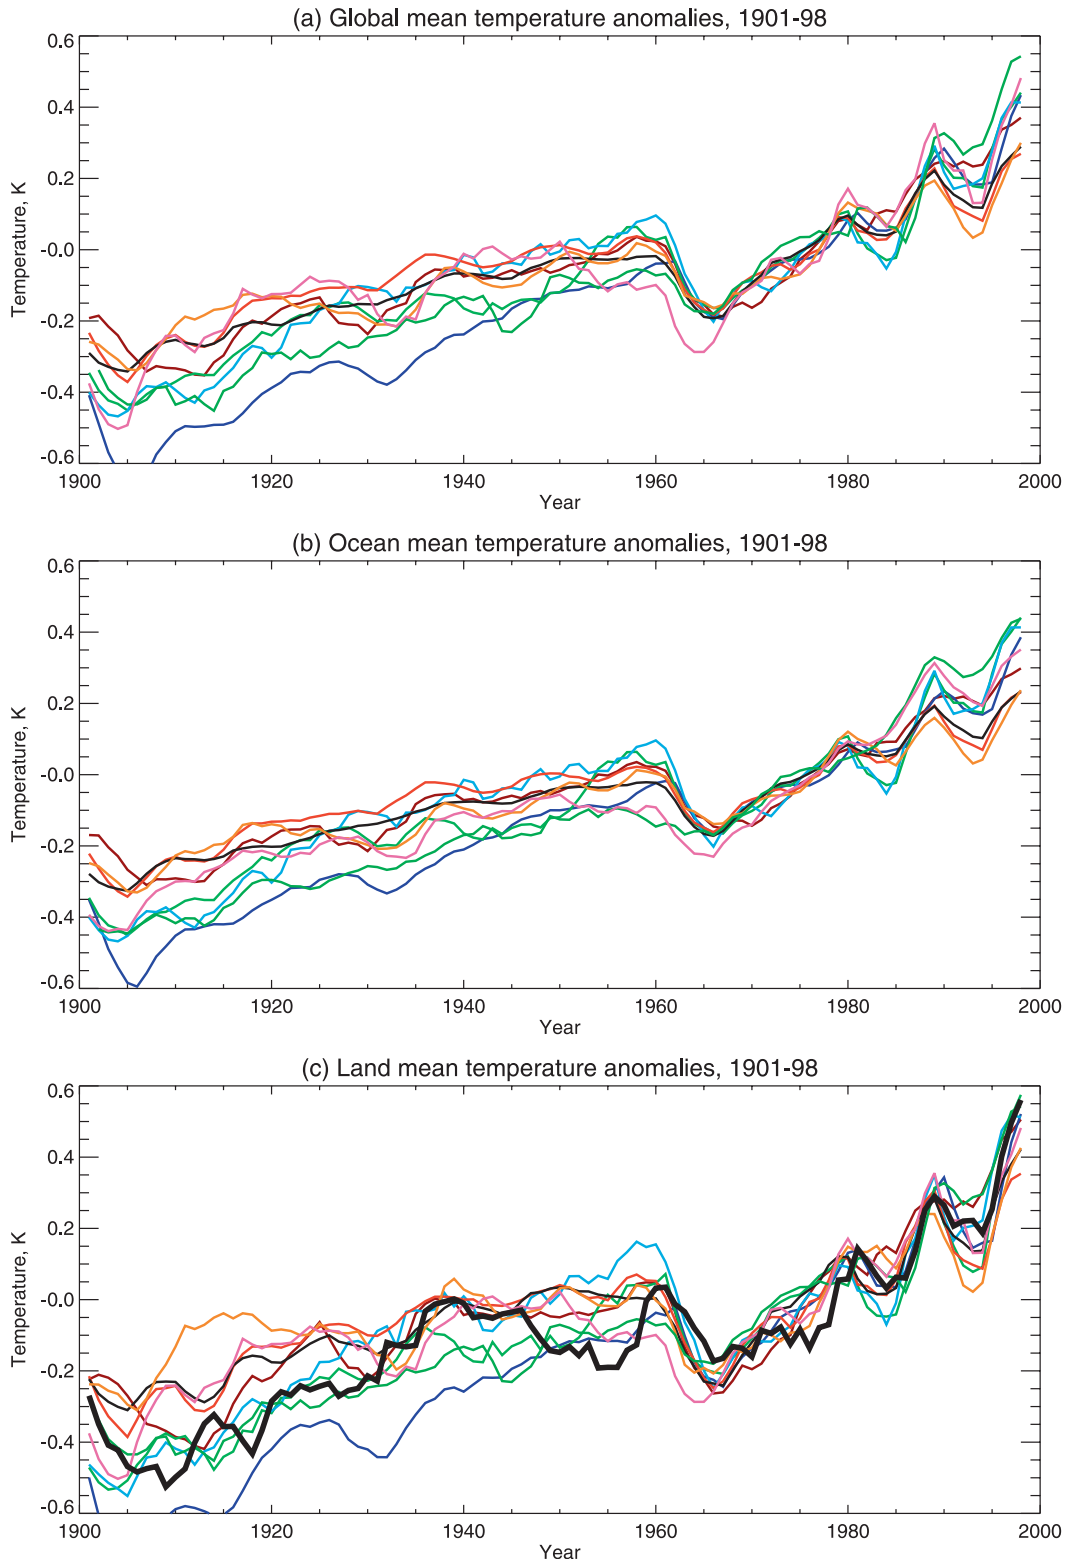 (a) Global mean temperature anomalies, 1901-98
0.6
0.4
0.2
-0.0
-0.2
-0.4
-0.6
Temperature, K
1900 1920 1940 1960 1980 2000
Year
(b) Ocean mean temperature anomalies, 1901-98
0.6
0.4
0.2
-0.0
-0.2
-0.4
-0.6
Temperature, K
1900 1920 1940 1960 1980 2000
Year
(c) Land mean temperature anomalies, 1901-98
0.6
0.4
0.2
-0.0
-0.2
-0.4
-0.6
Temperature, K
1900 1920 1940 1960 1980 2000
Year